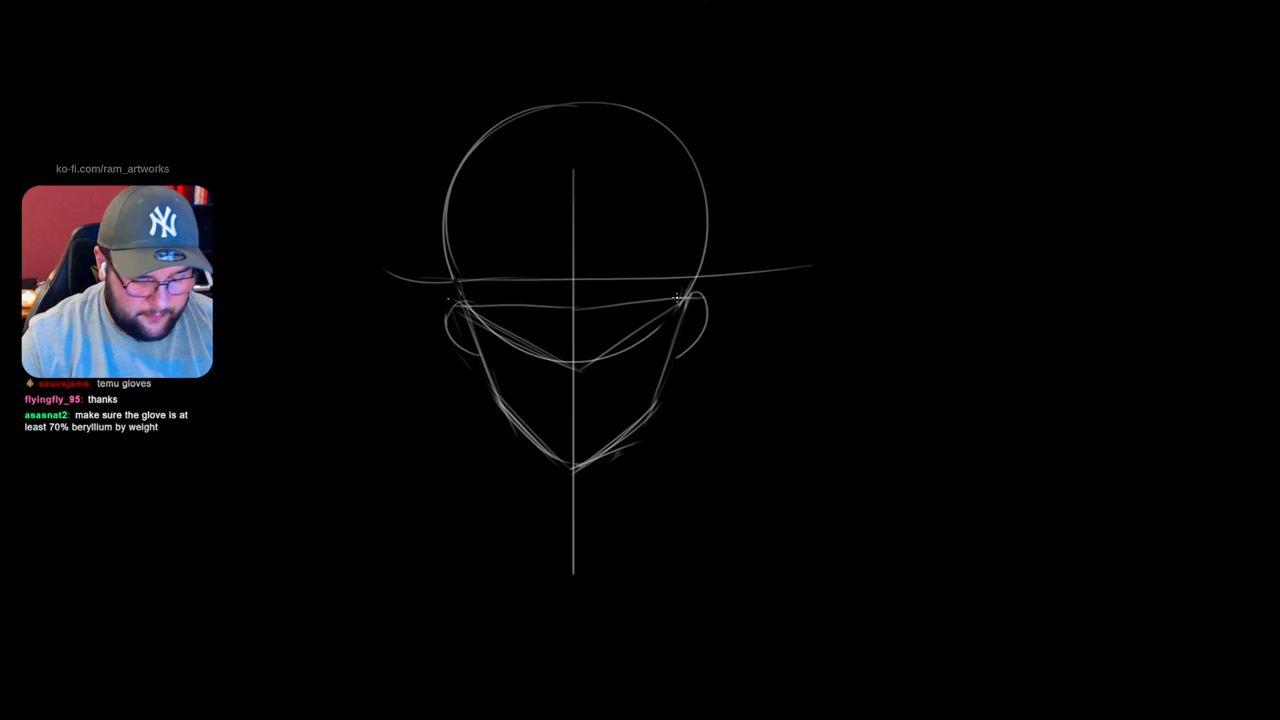 ko-fi.com/ram_artworks
NY
saucejams: temu gloves
flyingfly_95: thanks
asasnat2: make sure the glove is at
least 70% beryllium by weight